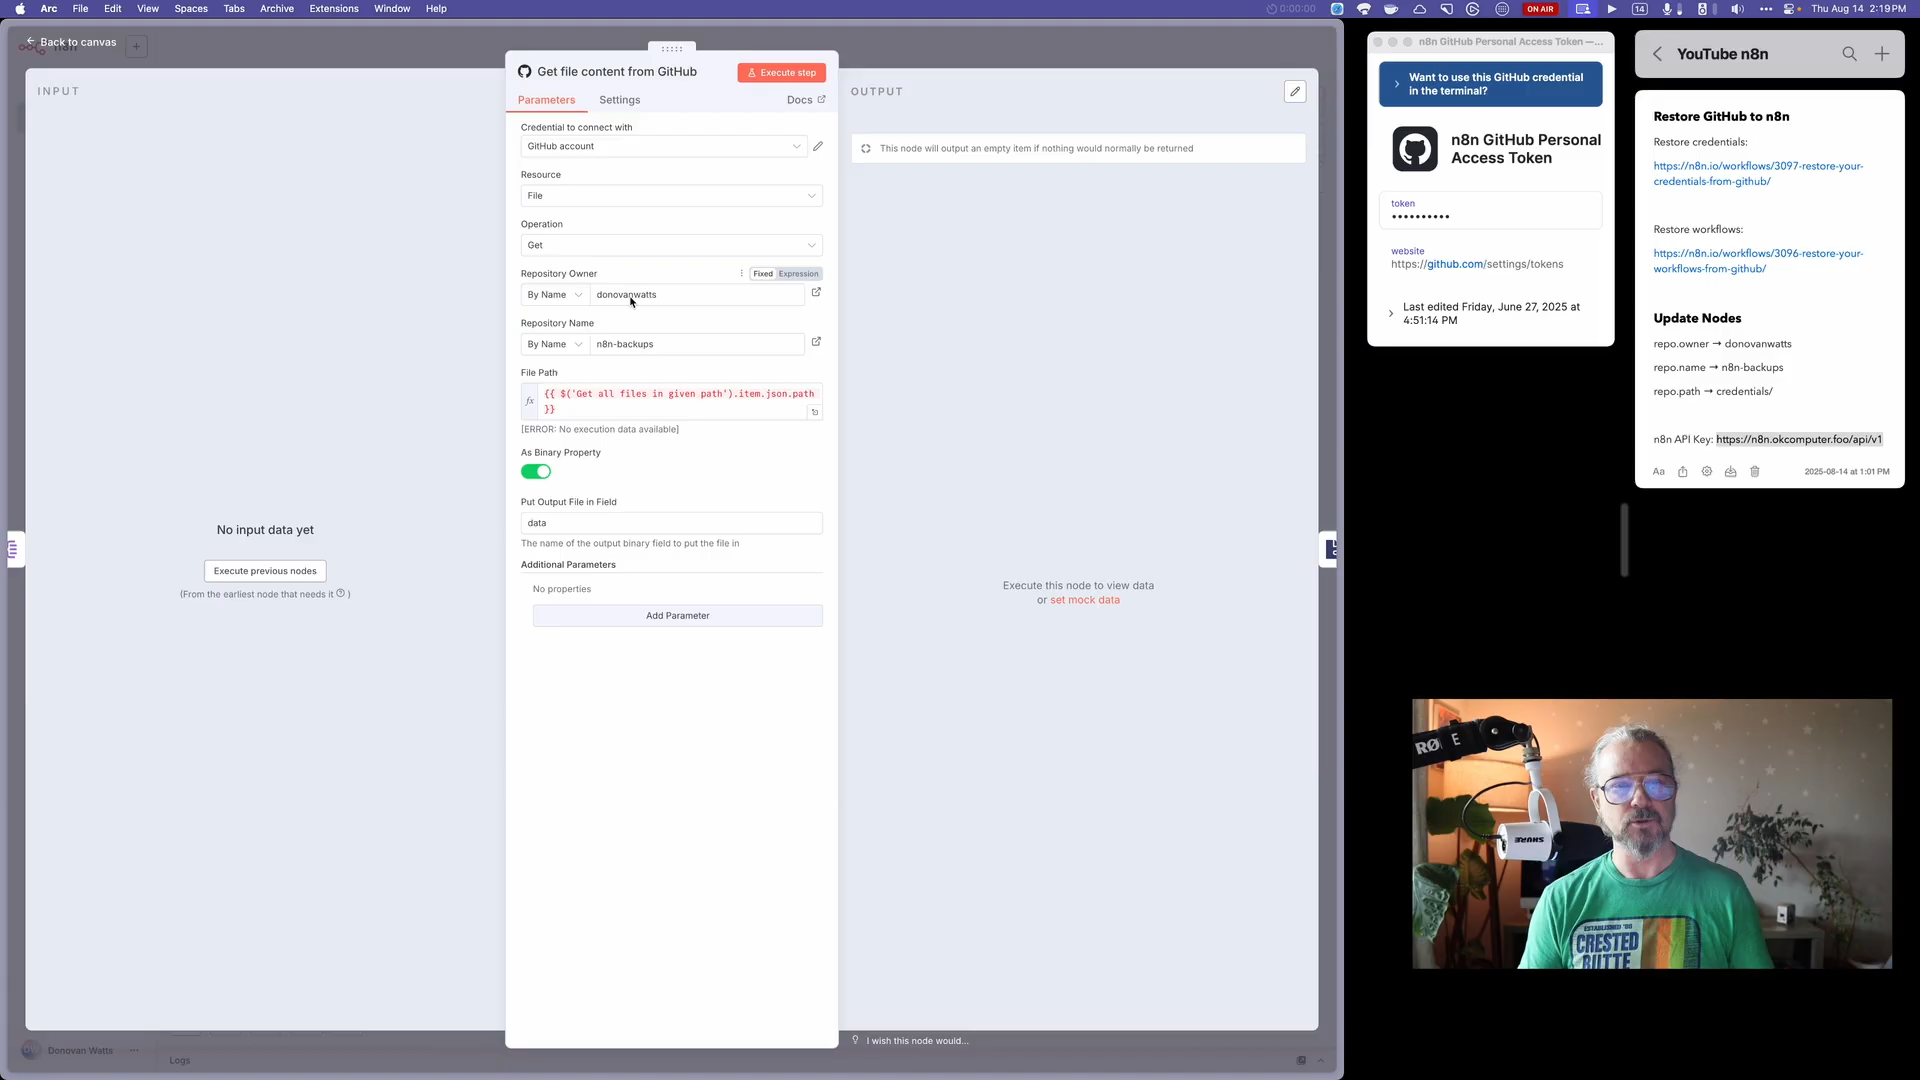 Arc File Edit View Spaces Tabs Archive Extensions Window Help
0:00:00
ON AIR
14
Thu Aug 14 2:19 PM
Back to canvas
INPUT
No input data yet
Execute previous nodes
(From the earliest node that needs it ? )
Get file content from GitHub
Execute step
Parameters
Settings
Docs
Credential to connect with
GitHub account
Resource
File
Operation
Get
Repository Owner
Fixed Expression
By Name
donovanwatts
Repository Name
By Name
n8n-backups
File Path
fx
{{ $('Get all files in given path').item.json.path
}}
[ERROR: No execution data available]
As Binary Property
Put Output File in Field
data
The name of the output binary field to put the file in
Additional Parameters
No properties
Add Parameter
OUTPUT
This node will output an empty item if nothing would normally be returned
Execute this node to view data
or set mock data
I wish this node would...
Donovan Watts
Logs
n8n GitHub Personal Access Token —...
Want to use this GitHub credential
in the terminal?
n8n GitHub Personal
Access Token
token
••••••••••
website
https://github.com/settings/tokens
Last edited Friday, June 27, 2025 at
4:51:14 PM
YouTube n8n
Restore GitHub to n8n
Restore credentials:
https://n8n.io/workflows/3097-restore-your-
credentials-from-github/
Restore workflows:
https://n8n.io/workflows/3096-restore-your-
workflows-from-github/
Update Nodes
repo.owner → donovanwatts
repo.name → n8n-backups
repo.path → credentials/
n8n API Key: https://n8n.okcomputer.foo/api/v1
Aa
2025-08-14 at 1:01 PM
RØDE
SHURE
ESTABLISHED '80
CRESTED
BUTTE